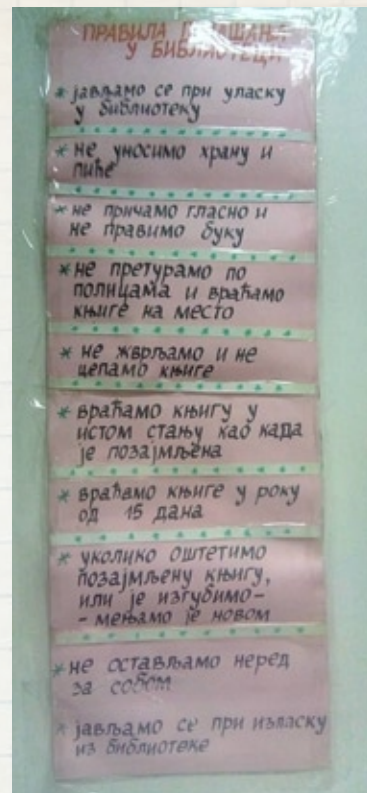 ПРАВИЛА ПОНАШАЊА
У БИБЛИОТЕЦИ
* јављамо се при уласку
у библиотеку
* не уносимо храну и
пиће
* не причамо гласно и
не правимо буку
* не претурамо по
полицама и враћамо
књиге на место
* не жврљамо и не
цепамо књиге
* враћамо књигу у
истом стању као када
је позајмљена
* враћамо књиге у року
од 15 дана
* уколико оштетимо
позајмљену књигу,
или је изгубимо-
- мењамо је новом
* не остављамо неред
за собом
* јављамо се при изласку
из библиотеке